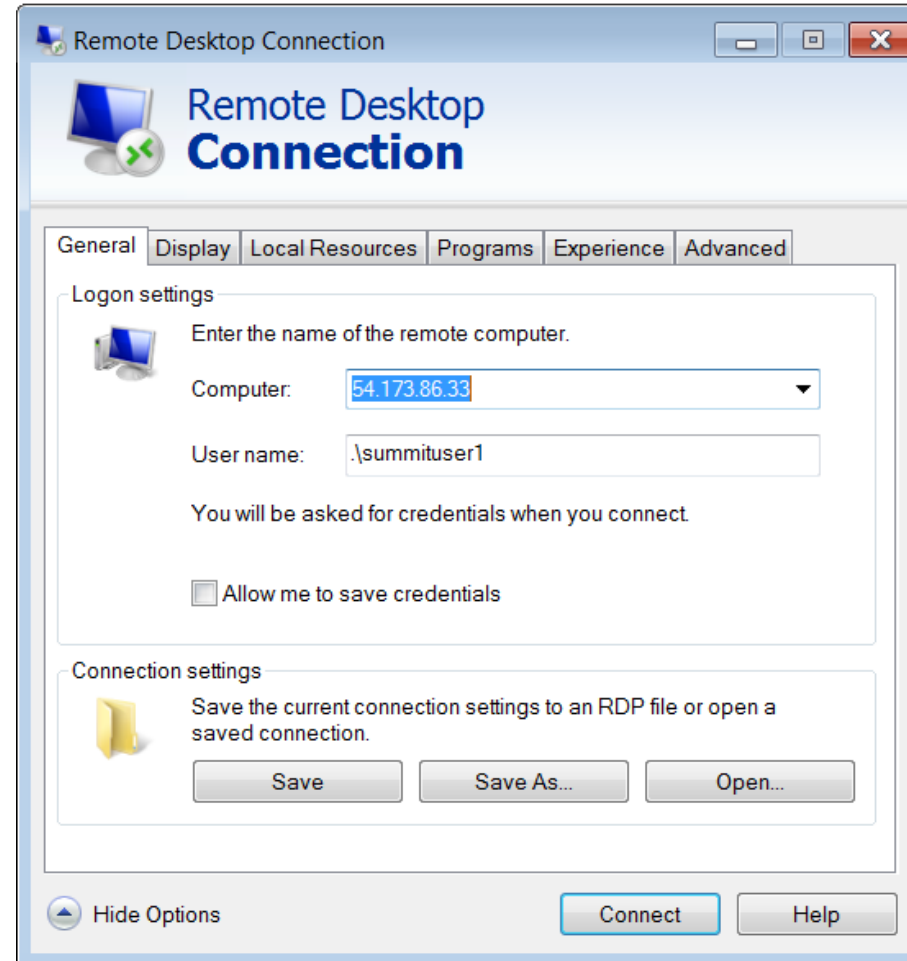 Remote Desktop Connection
Remote Desktop
Connection
General Display Local Resources Programs Experience Advanced
Logon settings
Enter the name of the remote computer.
Computer: 54.173.86.33
User name: .\summituser1
You will be asked for credentials when you connect.
Allow me to save credentials
Connection settings
Save the current connection settings to an RDP file or open a
saved connection.
Save Save As... Open...
Hide Options Connect Help